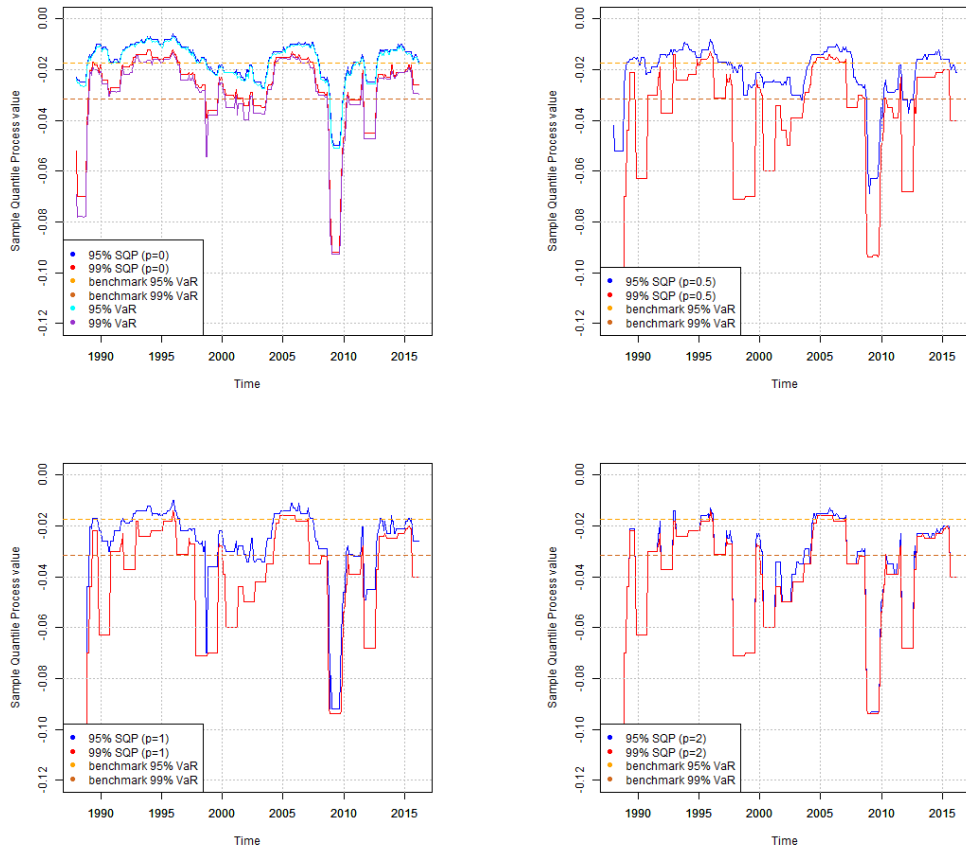 Sample Quantile Process value
0.00
-0.02
-0.04
-0.06
-0.08
-0.10
-0.12
95% SQP (p=0)
99% SQP (p=0)
benchmark 95% VaR
benchmark 99% VaR
95% VaR
99% VaR
1990 1995 2000 2005 2010 2015
Time
Sample Quantile Process value
0.00
-0.02
-0.04
-0.06
-0.08
-0.10
-0.12
95% SQP (p=0.5)
99% SQP (p=0.5)
benchmark 95% VaR
benchmark 99% VaR
1990 1995 2000 2005 2010 2015
Time
Sample Quantile Process value
0.00
-0.02
-0.04
-0.06
-0.08
-0.10
-0.12
95% SQP (p=1)
99% SQP (p=1)
benchmark 95% VaR
benchmark 99% VaR
1990 1995 2000 2005 2010 2015
Time
Sample Quantile Process value
0.00
-0.02
-0.04
-0.06
-0.08
-0.10
-0.12
95% SQP (p=2)
99% SQP (p=2)
benchmark 95% VaR
benchmark 99% VaR
1990 1995 2000 2005 2010 2015
Time